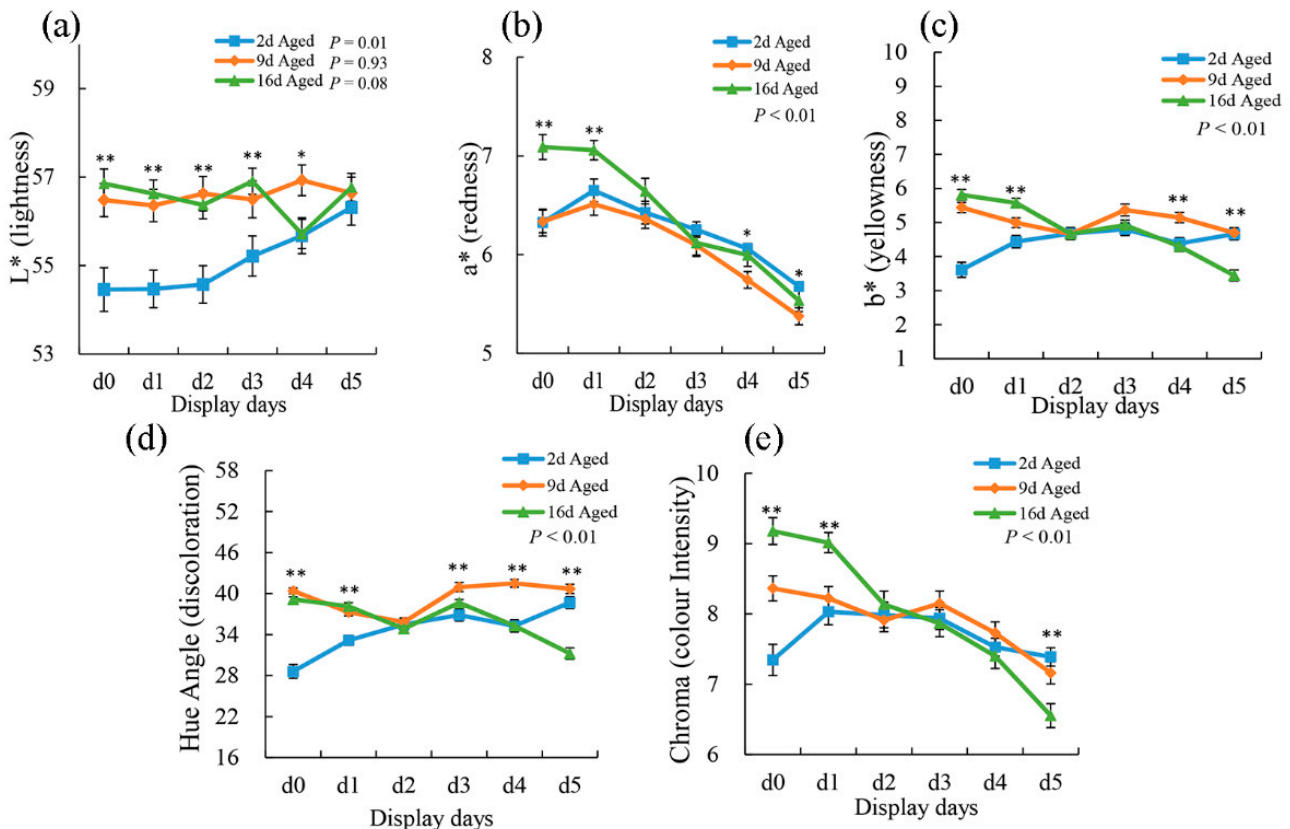 (a)
2d Aged P = 0.01
9d Aged P = 0.93
16d Aged P = 0.08
59
57
55
53
L* (lightness)
** ** ** ** *
d0 d1 d2 d3 d4 d5
Display days
(b)
2d Aged
9d Aged
16d Aged
P < 0.01
8
7
6
5
a* (redness)
** ** * *
d0 d1 d2 d3 d4 d5
Display days
(c)
2d Aged
9d Aged
16d Aged
P < 0.01
10
9
8
7
6
5
4
3
2
1
b* (yellowness)
** ** ** **
d0 d1 d2 d3 d4 d5
Display days
(d)
2d Aged
9d Aged
16d Aged
P < 0.01
58
52
46
40
34
28
22
16
Hue Angle (discoloration)
** ** ** ** **
d0 d1 d2 d3 d4 d5
Display days
(e)
2d Aged
9d Aged
16d Aged
P < 0.01
10
9
8
7
6
Chroma (colour Intensity)
** ** **
d0 d1 d2 d3 d4 d5
Display days